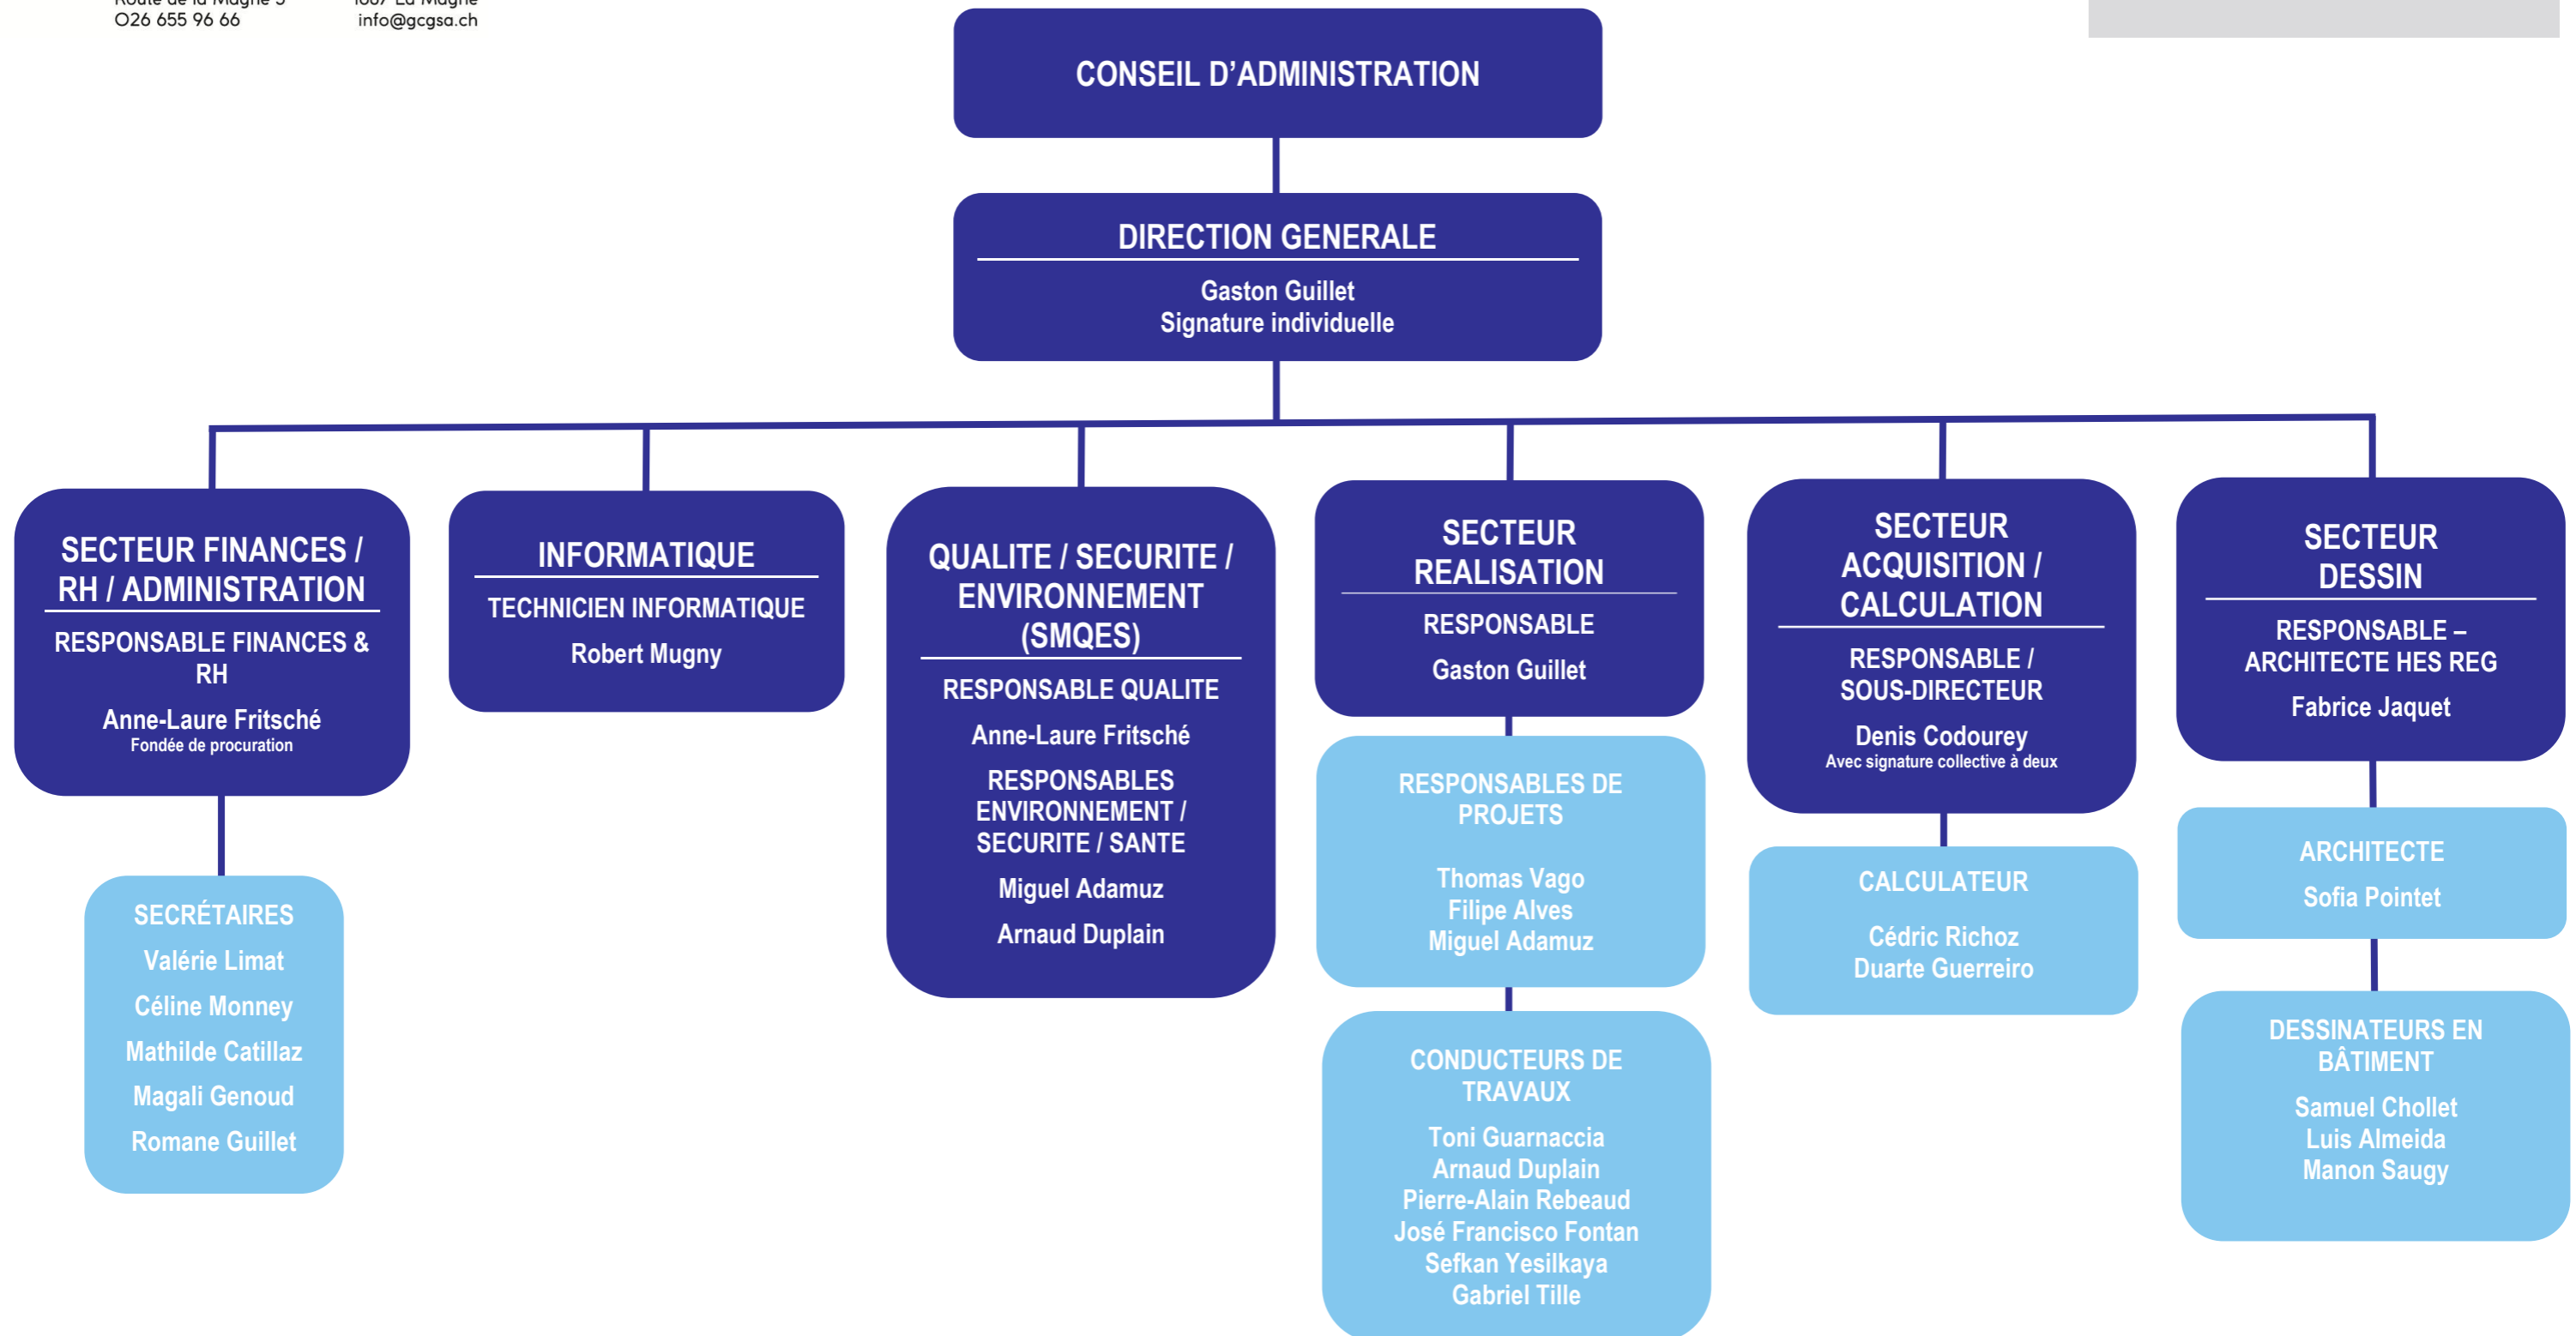 O26 655 96 66
info@gcgsa.ch
CONSEIL D’ADMINISTRATION
DIRECTION GENERALE
Gaston Guillet
Signature individuelle
SECTEUR FINANCES /
RH / ADMINISTRATION
RESPONSABLE FINANCES &
RH
Anne-Laure Fritsché
Fondée de procuration
SECRÉTAIRES
Valérie Limat
Céline Monney
Mathilde Catillaz
Magali Genoud
Romane Guillet
INFORMATIQUE
TECHNICIEN INFORMATIQUE
Robert Mugny
QUALITE / SECURITE /
ENVIRONNEMENT
(SMQES)
RESPONSABLE QUALITE
Anne-Laure Fritsché
RESPONSABLES
ENVIRONNEMENT /
SECURITE / SANTE
Miguel Adamuz
Arnaud Duplain
SECTEUR
REALISATION
RESPONSABLE
Gaston Guillet
RESPONSABLES DE
PROJETS
Thomas Vago
Filipe Alves
Miguel Adamuz
CONDUCTEURS DE
TRAVAUX
Toni Guarnaccia
Arnaud Duplain
Pierre-Alain Rebeaud
José Francisco Fontan
Sefkan Yesilkaya
Gabriel Tille
SECTEUR
ACQUISITION /
CALCULATION
RESPONSABLE /
SOUS-DIRECTEUR
Denis Codourey
Avec signature collective à deux
CALCULATEUR
Cédric Richoz
Duarte Guerreiro
SECTEUR
DESSIN
RESPONSABLE –
ARCHITECTE HES REG
Fabrice Jaquet
ARCHITECTE
Sofia Pointet
DESSINATEURS EN
BÂTIMENT
Samuel Chollet
Luis Almeida
Manon Saugy